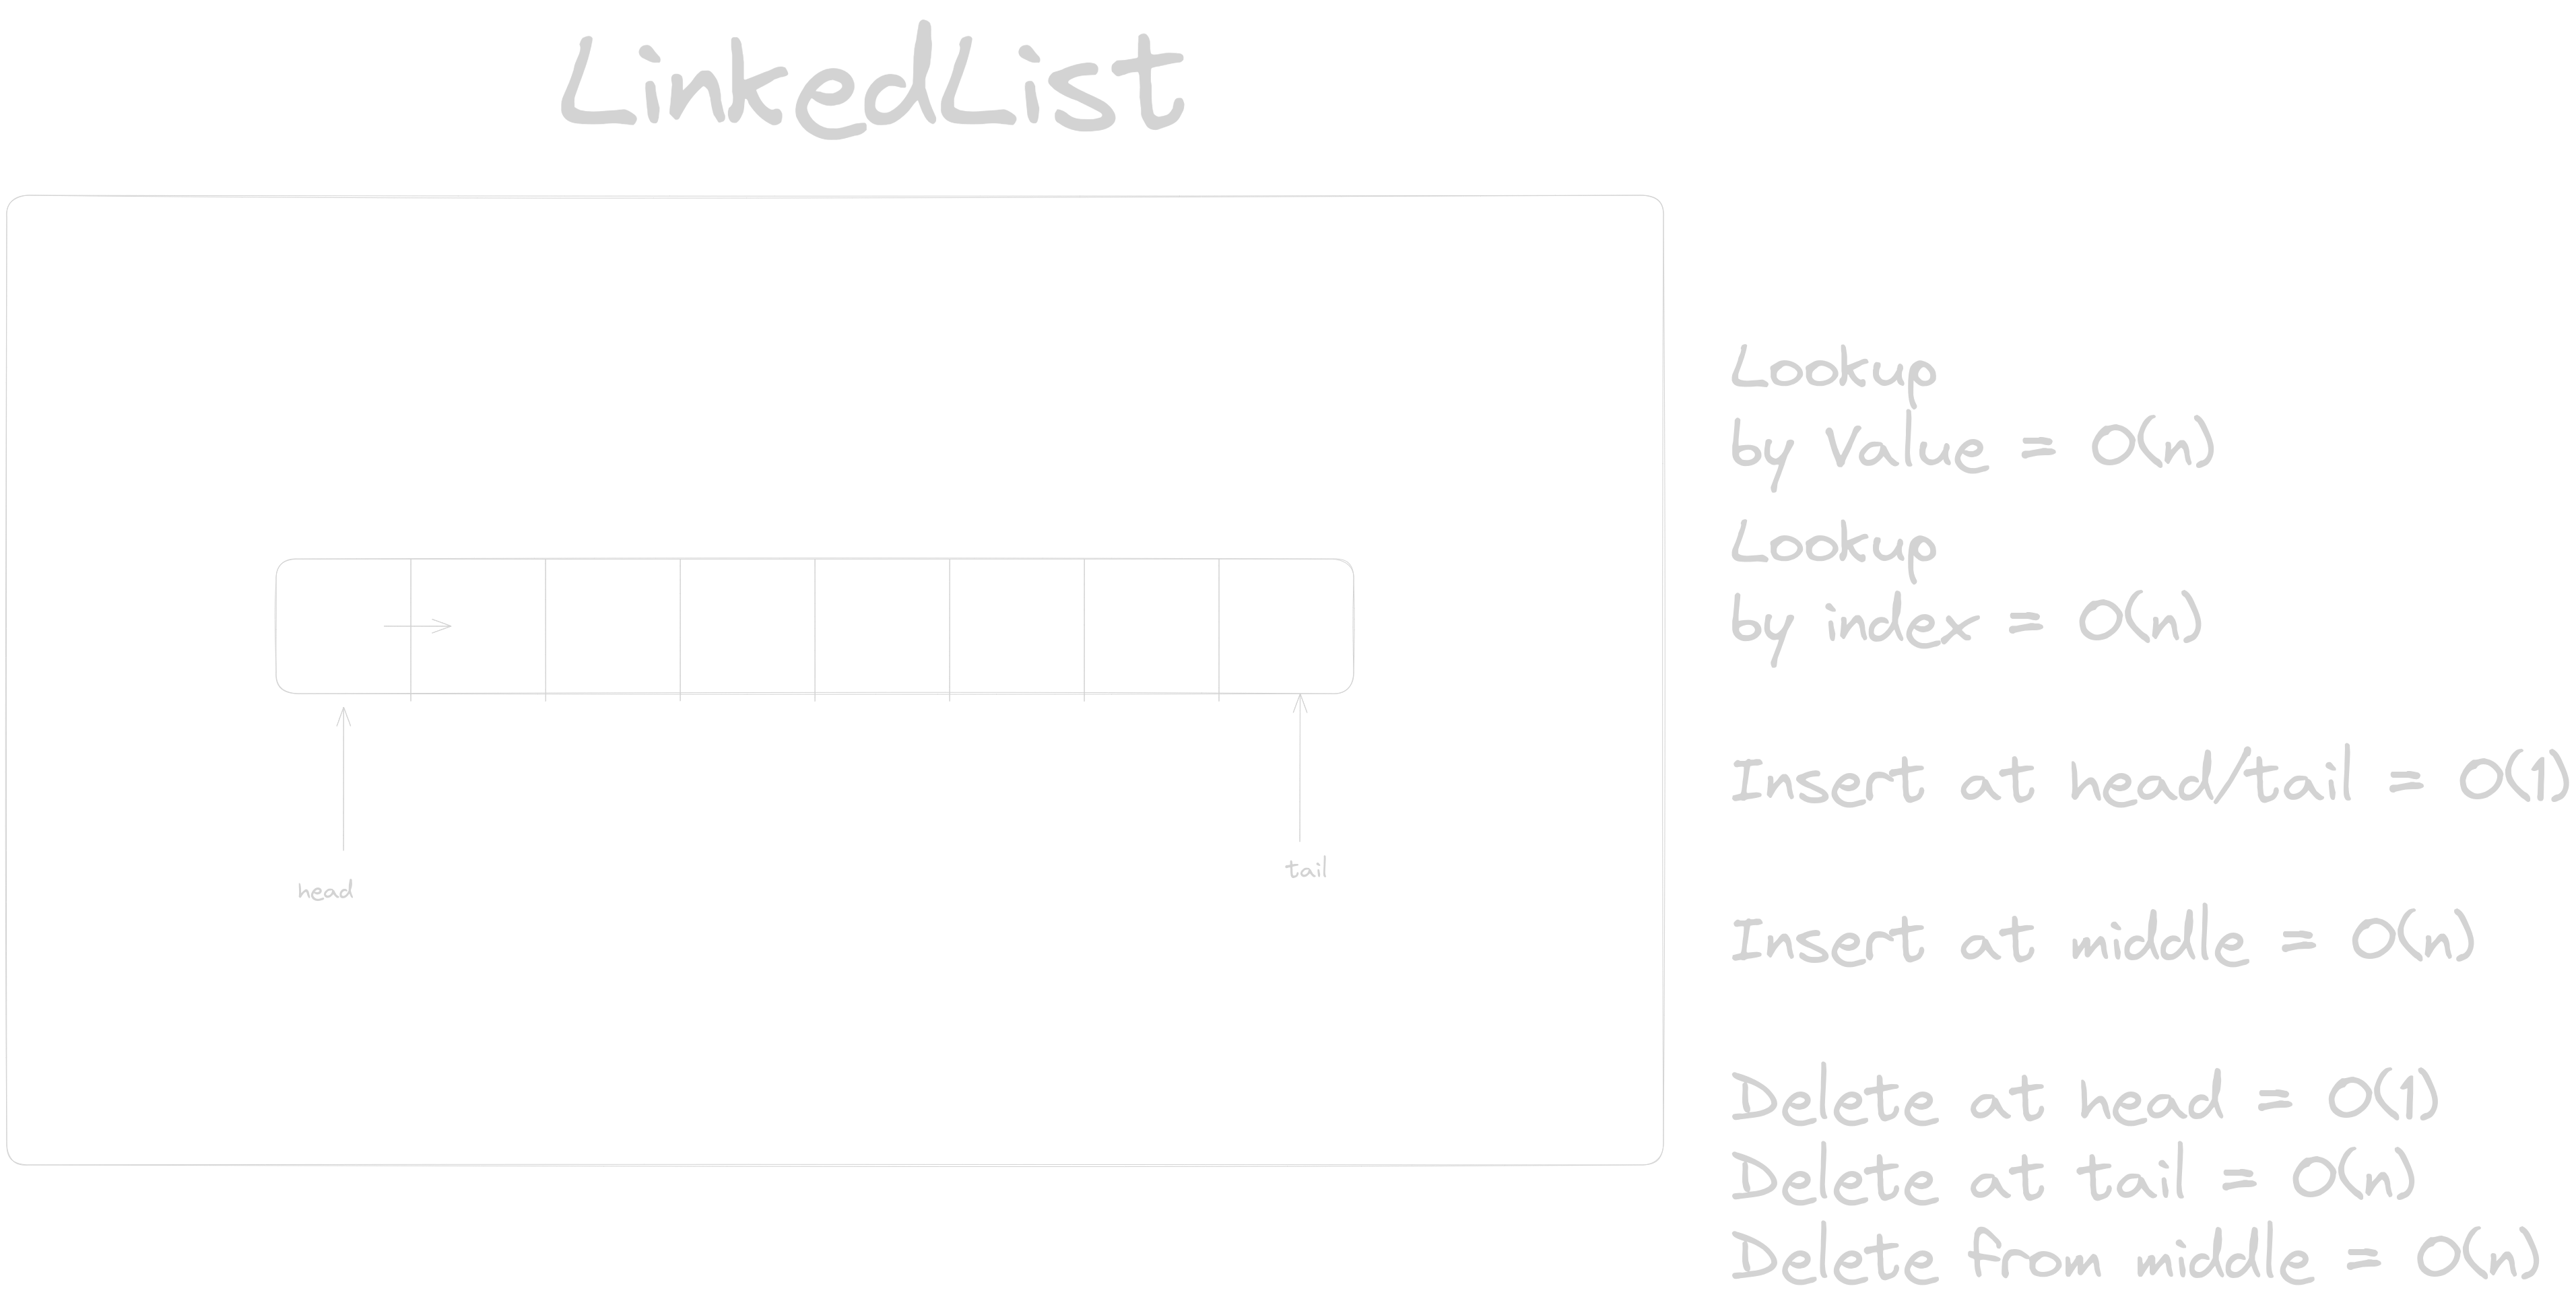 LinkedList
Lookup
by Value = O(n)
Lookup
by index = O(n)
Insert at head/tail = O(1)
tail
head
Insert at middle = O(n)
Delete at head = O(1)
Delete at tail = O(n)
Delete from middle = O(n)